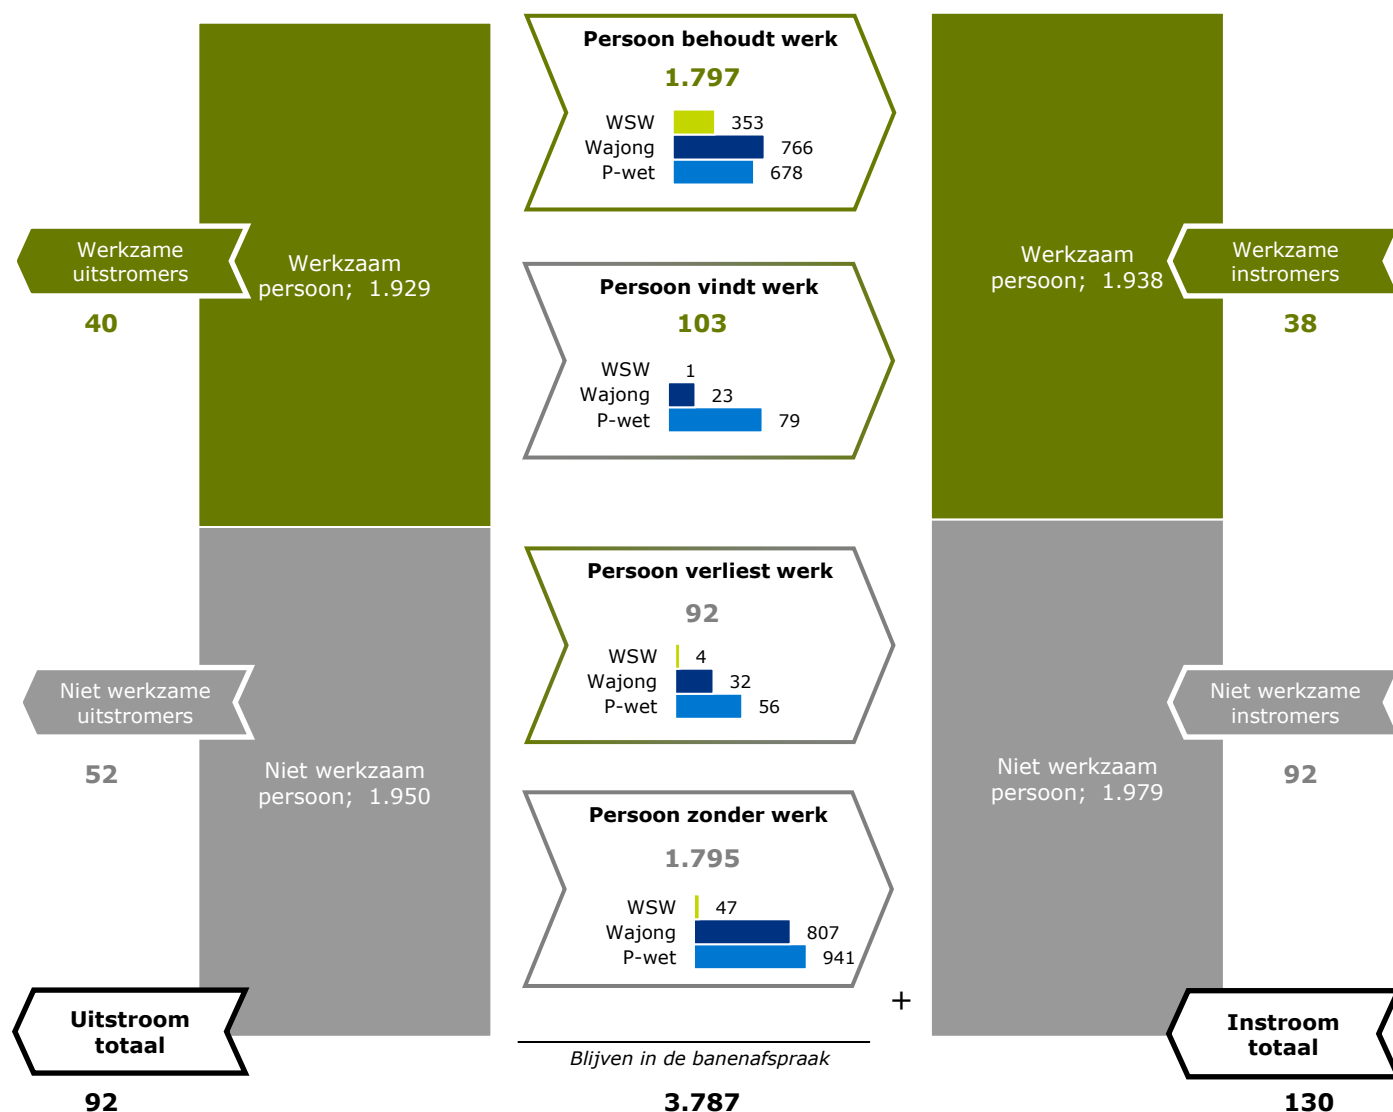 Werkzame
uitstromers
40
Werkzaam
persoon;  1.929
Niet werkzame
uitstromers
52
Niet werkzaam
persoon;  1.950
Uitstroom
totaal
92
Persoon behoudt werk
1.797
WSW 353
Wajong 766
P-wet 678
Persoon vindt werk
103
WSW 1
Wajong 23
P-wet 79
Persoon verliest werk
92
WSW 4
Wajong 32
P-wet 56
Persoon zonder werk
1.795
WSW 47
Wajong 807
P-wet 941
+
Blijven in de banenafspraak
3.787
Werkzaam
persoon;  1.938
Werkzame
instromers
38
Niet werkzaam
persoon;  1.979
Niet werkzame
instromers
92
Instroom
totaal
130